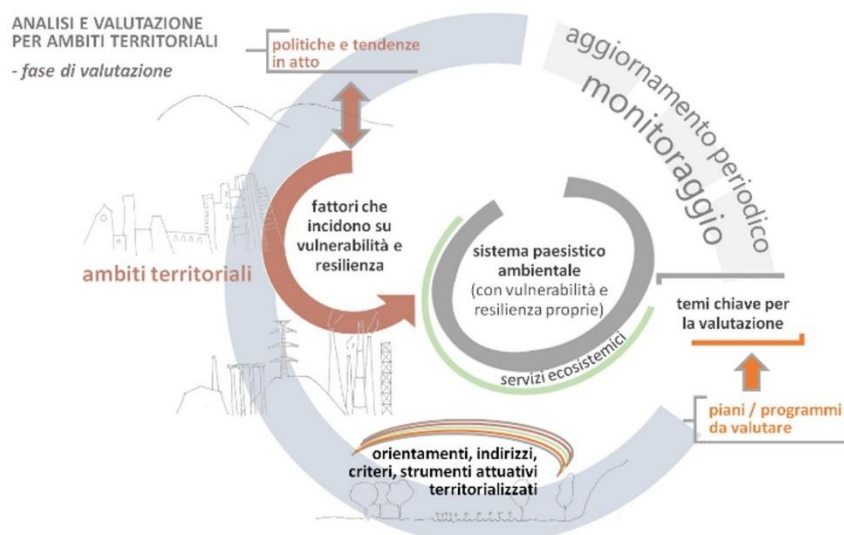 ANALISI E VALUTAZIONE
PER AMBITI TERRITORIALI
- fase di valutazione
politiche e tendenze
in atto
aggiornamento periodico
monitoraggio
fattori che
incidono su
vulnerabilità e
resilienza
ambiti territoriali
sistema paesistico
ambientale
(con vulnerabilità e
resilienza proprie)
servizi ecosistemici
temi chiave per
la valutazione
piani / programmi
da valutare
orientamenti, indirizzi,
criteri, strumenti attuativi
territorializzati